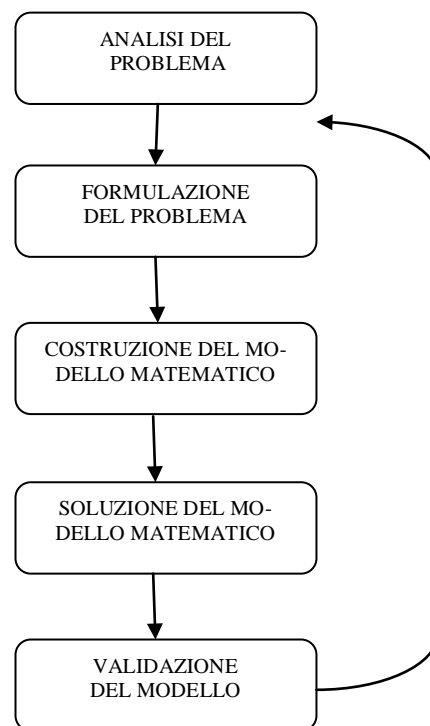 ANALISI DEL
PROBLEMA
FORMULAZIONE
DEL PROBLEMA
COSTRUZIONE DEL MO-
DELLO MATEMATICO
SOLUZIONE DEL MO-
DELLO MATEMATICO
VALIDAZIONE
DEL MODELLO